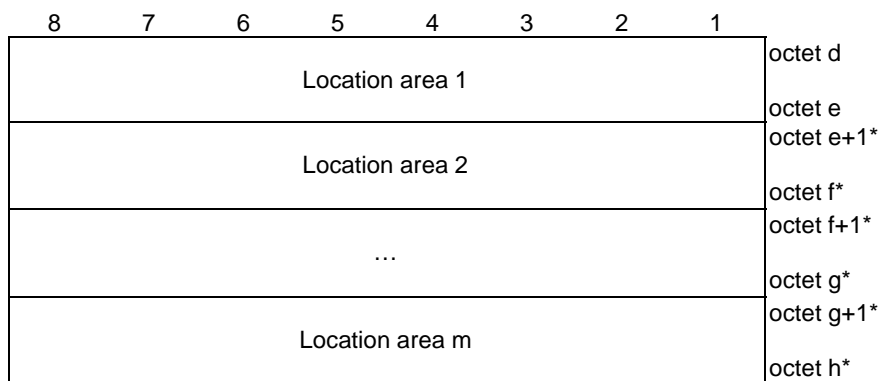 8 7 6 5 4 3 2 1
octet d
Location area 1
octet e
octet e+1*
Location area 2
octet f*
octet f+1*
…
octet g*
octet g+1*
Location area m
octet h*